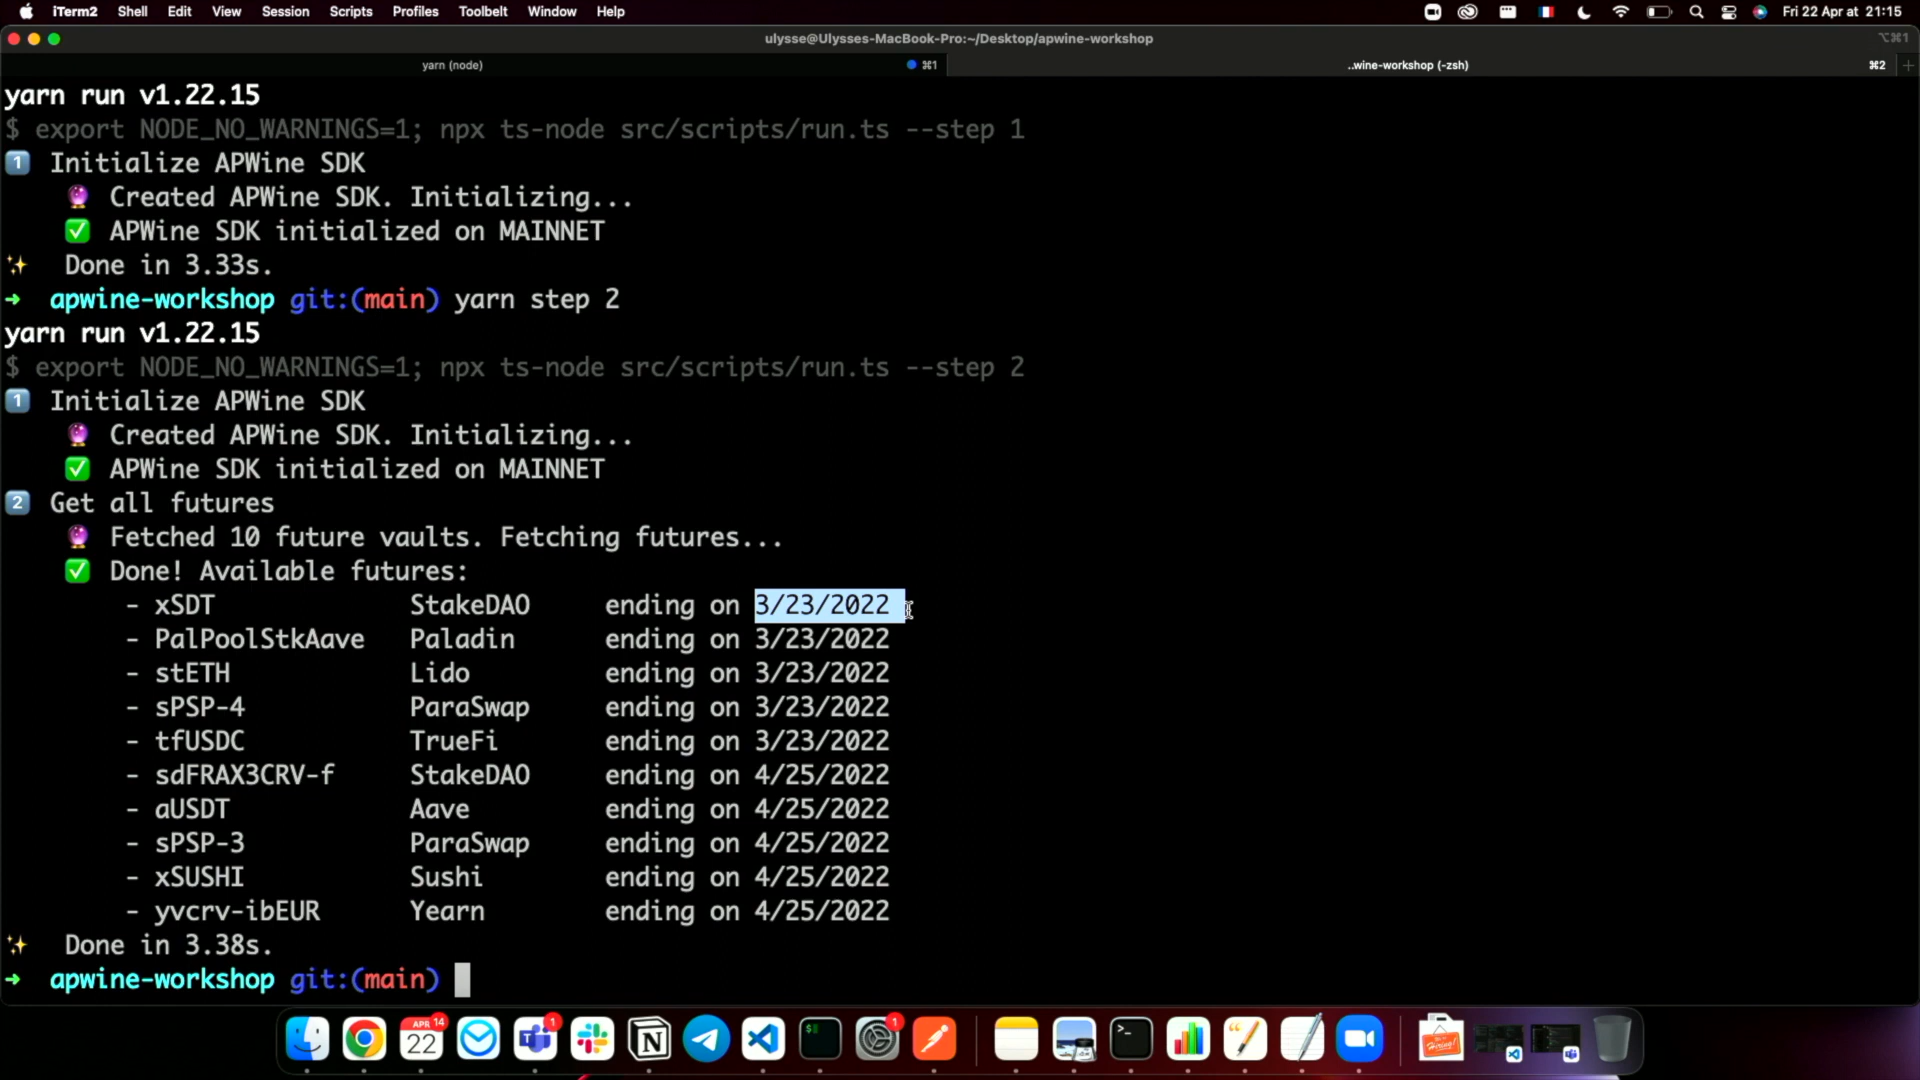 iTerm2 Shell Edit View Session Scripts Profiles Toolbelt Window Help Fri 22 Apr at 21:15
ulysse@Ulysses-MacBook-Pro:~/Desktop/apwine-workshop ⌥⌘1
yarn (node) ⌘1 ..wine-workshop (-zsh) ⌘2
yarn run v1.22.15
$ export NODE_NO_WARNINGS=1; npx ts-node src/scripts/run.ts --step 1
1 Initialize APWine SDK
Created APWine SDK. Initializing...
APWine SDK initialized on MAINNET
Done in 3.33s.
→ apwine-workshop git:(main) yarn step 2
yarn run v1.22.15
$ export NODE_NO_WARNINGS=1; npx ts-node src/scripts/run.ts --step 2
1 Initialize APWine SDK
Created APWine SDK. Initializing...
APWine SDK initialized on MAINNET
2 Get all futures
Fetched 10 future vaults. Fetching futures...
Done! Available futures:
- xSDT StakeDAO ending on 3/23/2022
- PalPoolStkAave Paladin ending on 3/23/2022
- stETH Lido ending on 3/23/2022
- sPSP-4 ParaSwap ending on 3/23/2022
- tfUSDC TrueFi ending on 3/23/2022
- sdFRAX3CRV-f StakeDAO ending on 4/25/2022
- aUSDT Aave ending on 4/25/2022
- sPSP-3 ParaSwap ending on 4/25/2022
- xSUSHI Sushi ending on 4/25/2022
- yvcrv-ibEUR Yearn ending on 4/25/2022
Done in 3.38s.
→ apwine-workshop git:(main)
APR 14 1 1
22
Hiring!